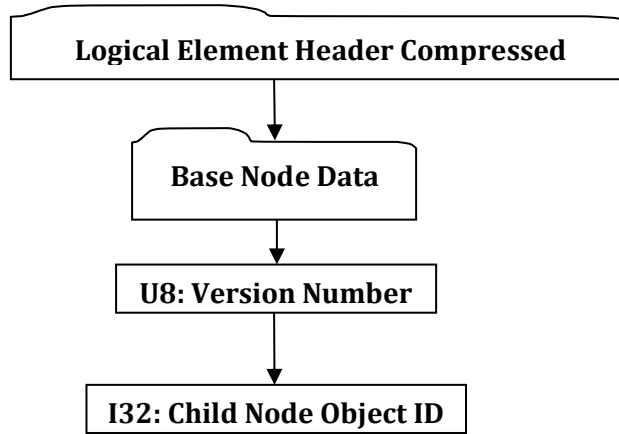 Logical Element Header Compressed
Base Node Data
U8: Version Number
I32: Child Node Object ID